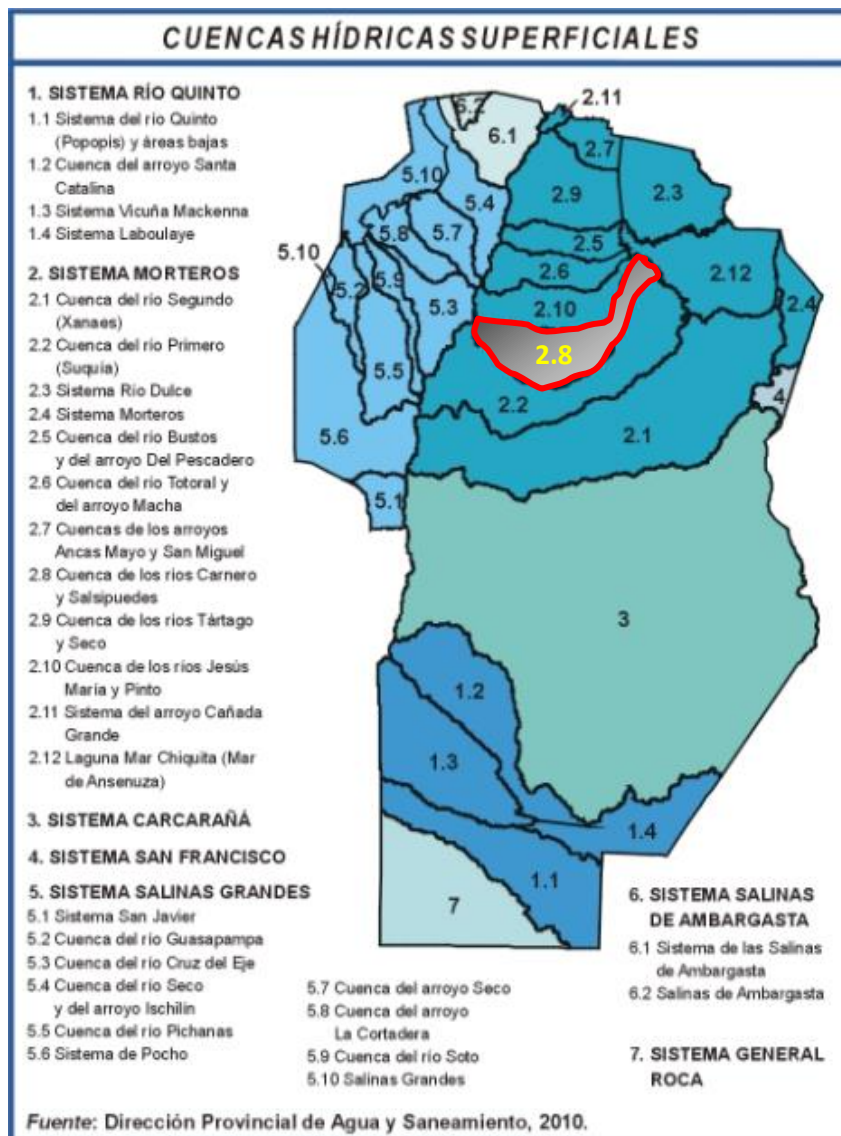 CUENCAS HÍDRICAS SUPERFICIALES
1. SISTEMA RÍO QUINTO
1.1 Sistema del río Quinto
(Popopis) y áreas bajas
1.2 Cuenca del arroyo Santa
Catalina
1.3 Sistema Vicuña Mackenna
1.4 Sistema Laboulaye
2. SISTEMA MORTEROS
2.1 Cuenca del río Segundo
(Xanaes)
2.2 Cuenca del río Primero
(Suquía)
2.3 Sistema Río Dulce
2.4 Sistema Morteros
2.5 Cuenca del río Bustos
y del arroyo Del Pescadero
2.6 Cuenca del río Totoral y
del arroyo Macha
2.7 Cuencas de los arroyos
Ancas Mayo y San Miguel
2.8 Cuenca de los ríos Carnero
y Salsipuedes
2.9 Cuenca de los ríos Tártago
y Seco
2.10 Cuenca de los ríos Jesús
María y Pinto
2.11 Sistema del arroyo Cañada
Grande
2.12 Laguna Mar Chiquita (Mar
de Ansenuza)
3. SISTEMA CARCARAÑÁ
4. SISTEMA SAN FRANCISCO
5. SISTEMA SALINAS GRANDES
5.1 Sistema San Javier
5.2 Cuenca del río Guasapampa
5.3 Cuenca del río Cruz del Eje
5.4 Cuenca del río Seco
y del arroyo Ischilín
5.5 Cuenca del río Pichanas
5.6 Sistema de Pocho
5.7 Cuenca del arroyo Seco
5.8 Cuenca del arroyo
La Cortadera
5.9 Cuenca del río Soto
5.10 Salinas Grandes
6. SISTEMA SALINAS
DE AMBARGASTA
6.1 Sistema de las Salinas
de Ambargasta
6.2 Salinas de Ambargasta
7. SISTEMA GENERAL
ROCA
6.2
2.11
6.1
2.7
5.10
2.9
2.3
5.4
5.8
5.7
2.5
5.10
2.6
2.12
5.2
5.9
5.3
2.10
2.4
2.8
5.5
2.2
4
5.6
2.1
5.1
3
1.2
1.3
1.4
1.1
7
Fuente: Dirección Provincial de Agua y Saneamiento, 2010.